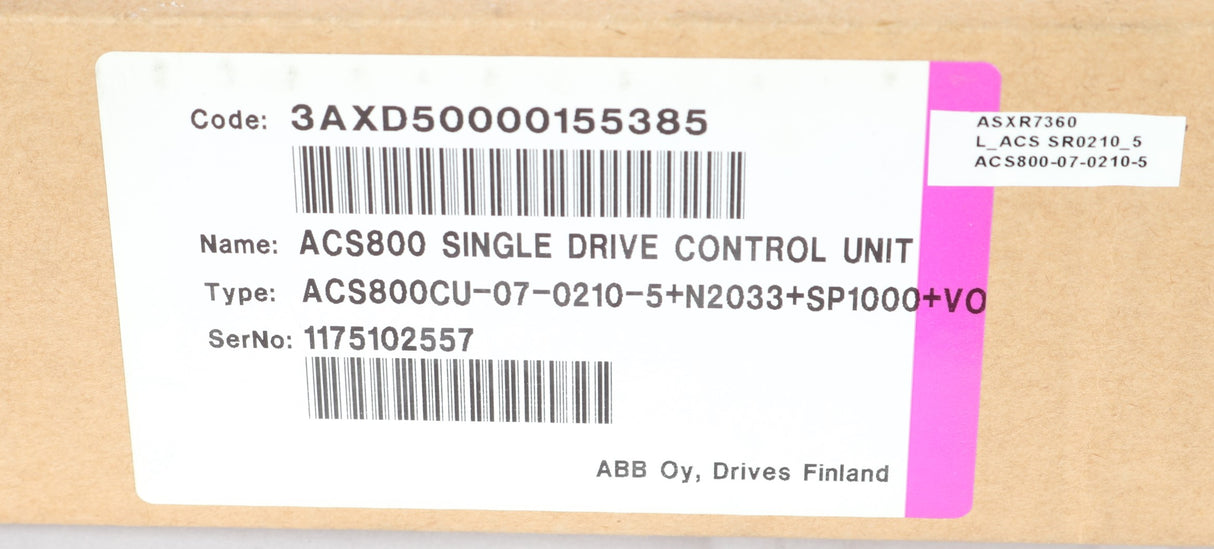 Code: 3AXD50000155385
ASXR7360
L_ACS SR0210_5
ACS800-07-0210-5
Name: ACS800 SINGLE DRIVE CONTROL UNIT
Type: ACS800CU-07-0210-5+N2033+SP1000+VO
SerNo: 1175102557
ABB Oy, Drives Finland